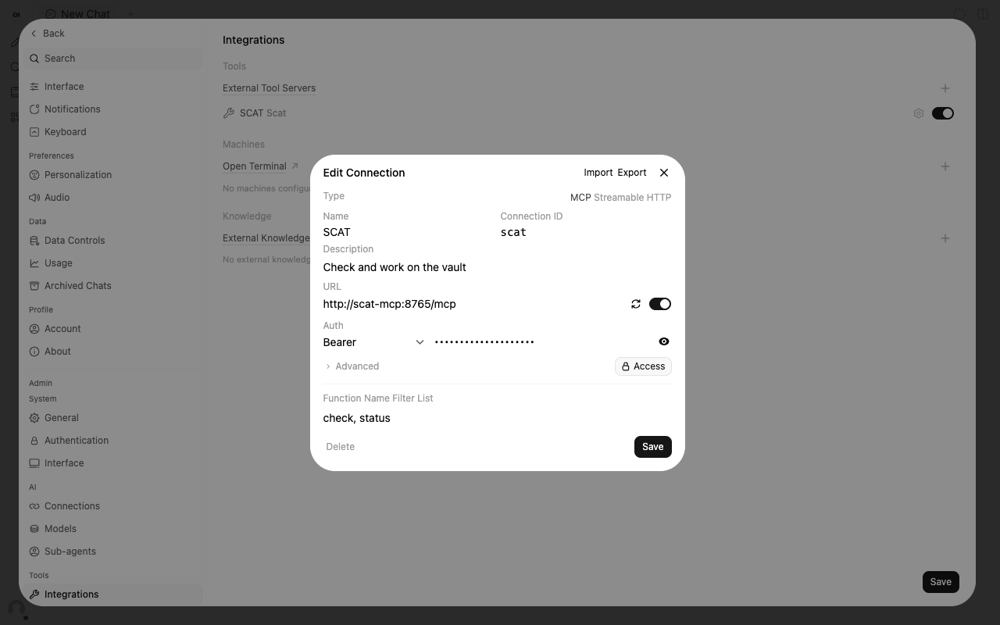 New Chat
Back
Integrations
Search
Tools
Interface
External Tool Servers
Notifications
SCAT Scat
Keyboard
Machines
Preferences
Open Terminal
Personalization
No machines configu
Audio
Knowledge
Data
External Knowledge
Data Controls
No external knowledg
Usage
Archived Chats
Profile
Account
About
Admin
System
General
Authentication
Interface
AI
Connections
Models
Sub-agents
Tools
Integrations
Save
Edit Connection
Import Export
Type
MCP Streamable HTTP
Name
Connection ID
SCAT
scat
Description
Check and work on the vault
URL
http://scat-mcp:8765/mcp
Auth
Bearer
••••••••••••••••••••
Advanced
Access
Function Name Filter List
check, status
Delete
Save